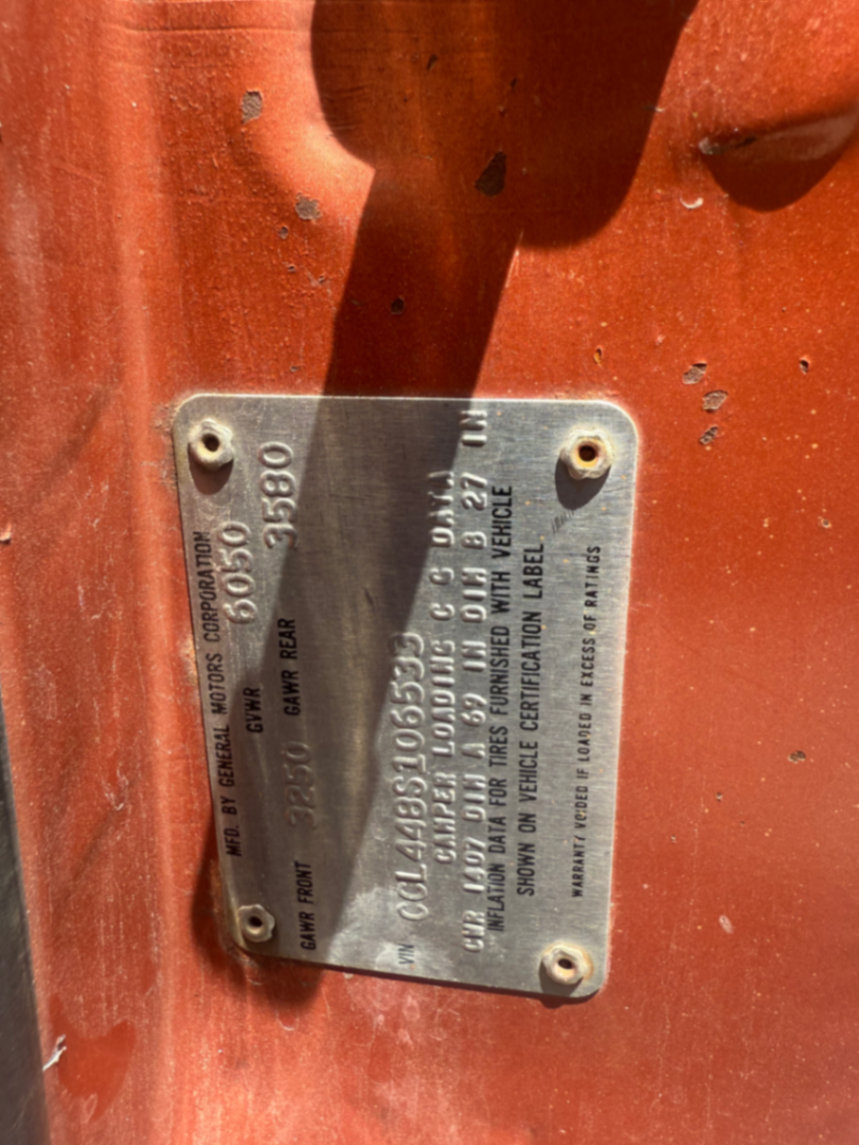 MFD. BY GENERAL MOTORS CORPORATION
GVWR 6050
GAWR FRONT 3250 GAWR REAR 3580
VIN CCL448S106533
CAMPER LOADING C G DATA
CWR 1607 DIM A 69 IN DIM B 27 IN
INFLATION DATA FOR TIRES FURNISHED WITH VEHICLE
SHOWN ON VEHICLE CERTIFICATION LABEL
WARRANTY VOIDED IF LOADED IN EXCESS OF RATINGS